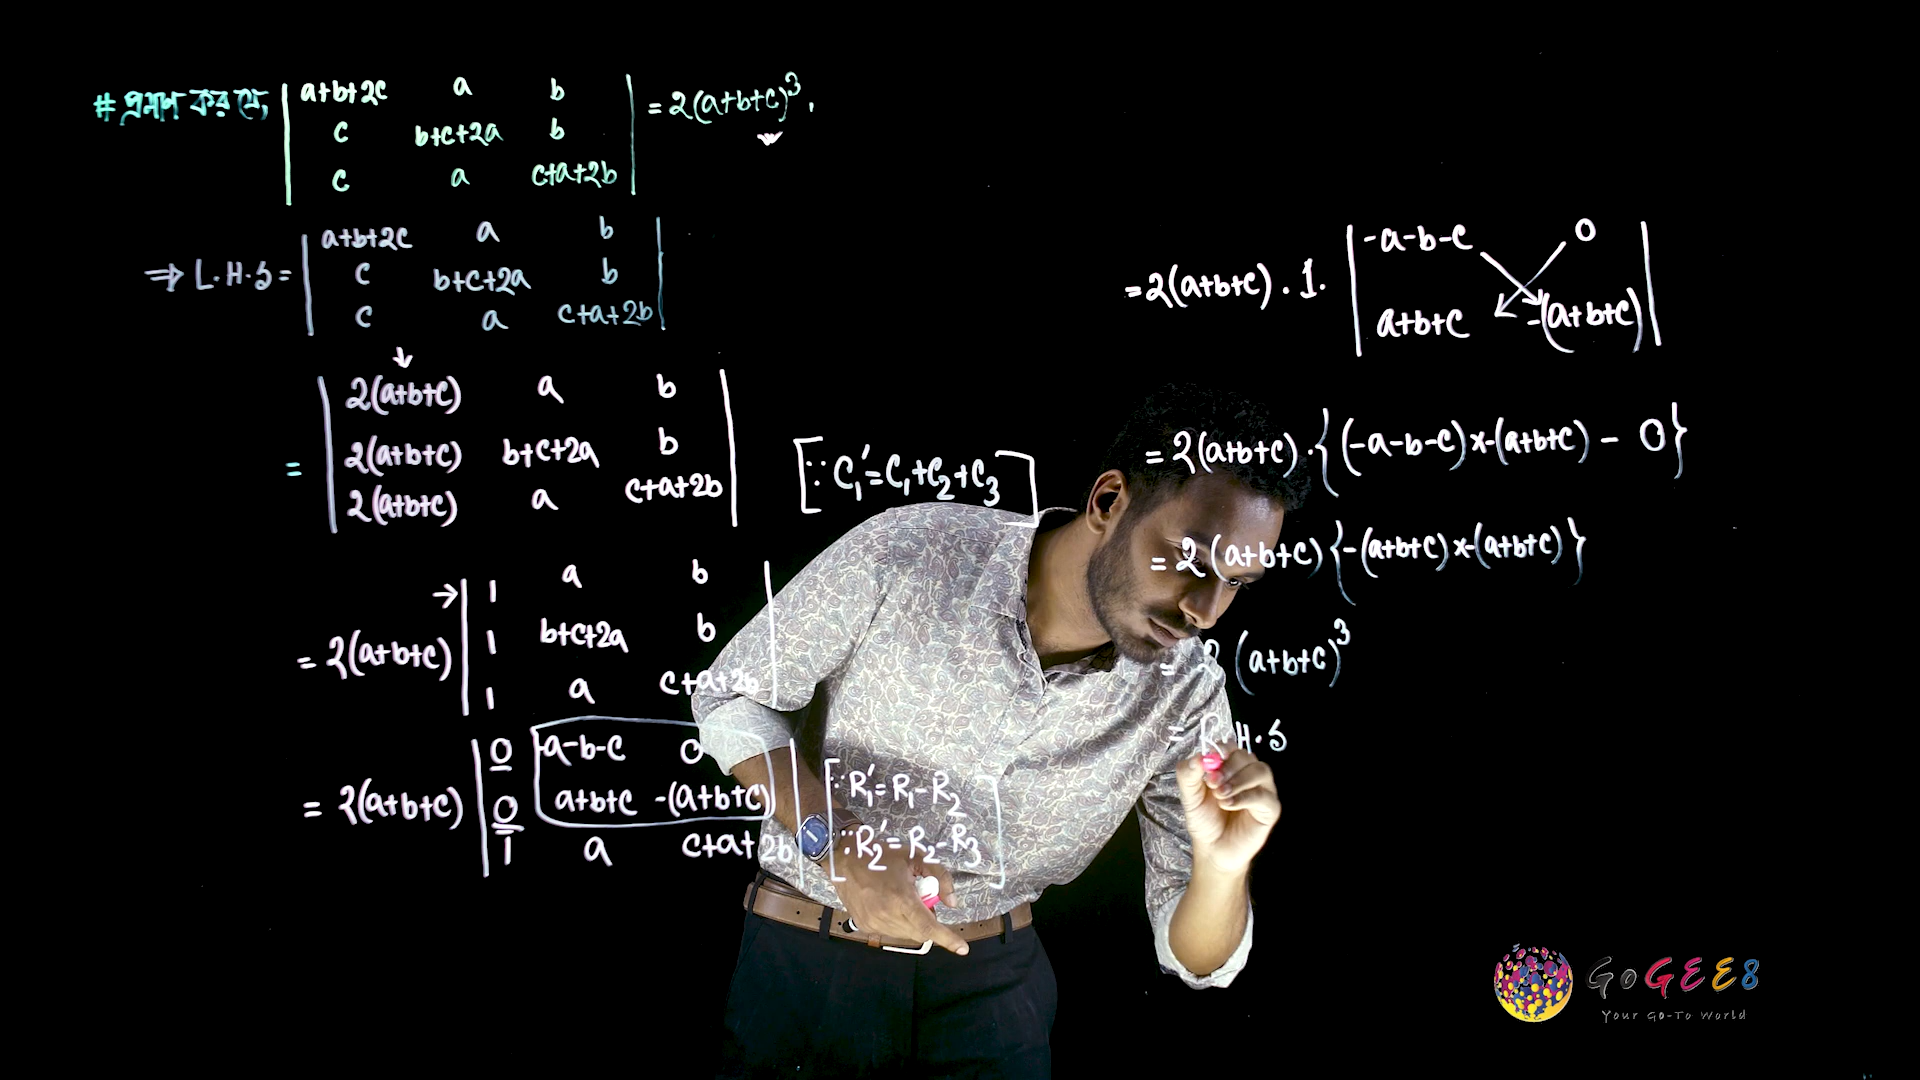 # প্রমাণ কর যে, | a+b+2c a b | = 2(a+b+c)³.
| c b+c+2a b |
| c a c+a+2b |
⇒ L.H.S = | a+b+2c a b |
| c b+c+2a b |
| c a c+a+2b |
↓
= | 2(a+b+c) a b |
| 2(a+b+c) b+c+2a b |
| 2(a+b+c) a c+a+2b |
[∵ C₁′ = C₁+C₂+C₃]
→ | 1 a b |
= 2(a+b+c) | 1 b+c+2a b |
| 1 a c+a+2b |
= 2(a+b+c) | 0 -a-b-c 0 |
| 0 a+b+c -(a+b+c) |
| 1 a c+a+2b |
[∵ R₁′ = R₁-R₂
∵ R₂′ = R₂-R₃]
= 2(a+b+c) . 1. | -a-b-c 0 |
| a+b+c -(a+b+c) |
= 2(a+b+c) . {(-a-b-c)×-(a+b+c) - 0}
= 2(a+b+c) {-(a+b+c)×-(a+b+c)}
= 2(a+b+c)³
= R.H.S
GoGEE8
Your Go-To World